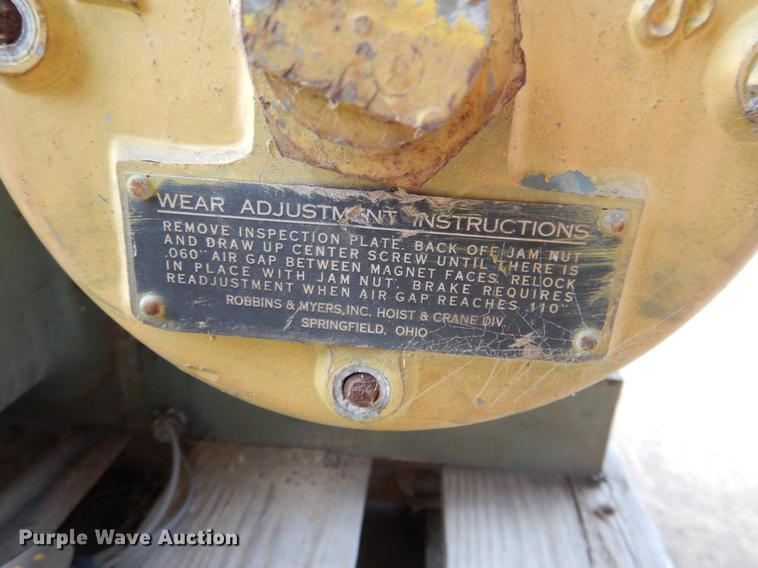 WEAR ADJUSTMENT INSTRUCTIONS
REMOVE INSPECTION PLATE. BACK OFF JAM NUT
AND DRAW UP CENTER SCREW UNTIL THERE IS
.060" AIR GAP BETWEEN MAGNET FACES. RELOCK
IN PLACE WITH JAM NUT. BRAKE REQUIRES
READJUSTMENT WHEN AIR GAP REACHES .110"
ROBBINS & MYERS, INC. HOIST & CRANE DIV.
SPRINGFIELD, OHIO
Purple Wave Auction